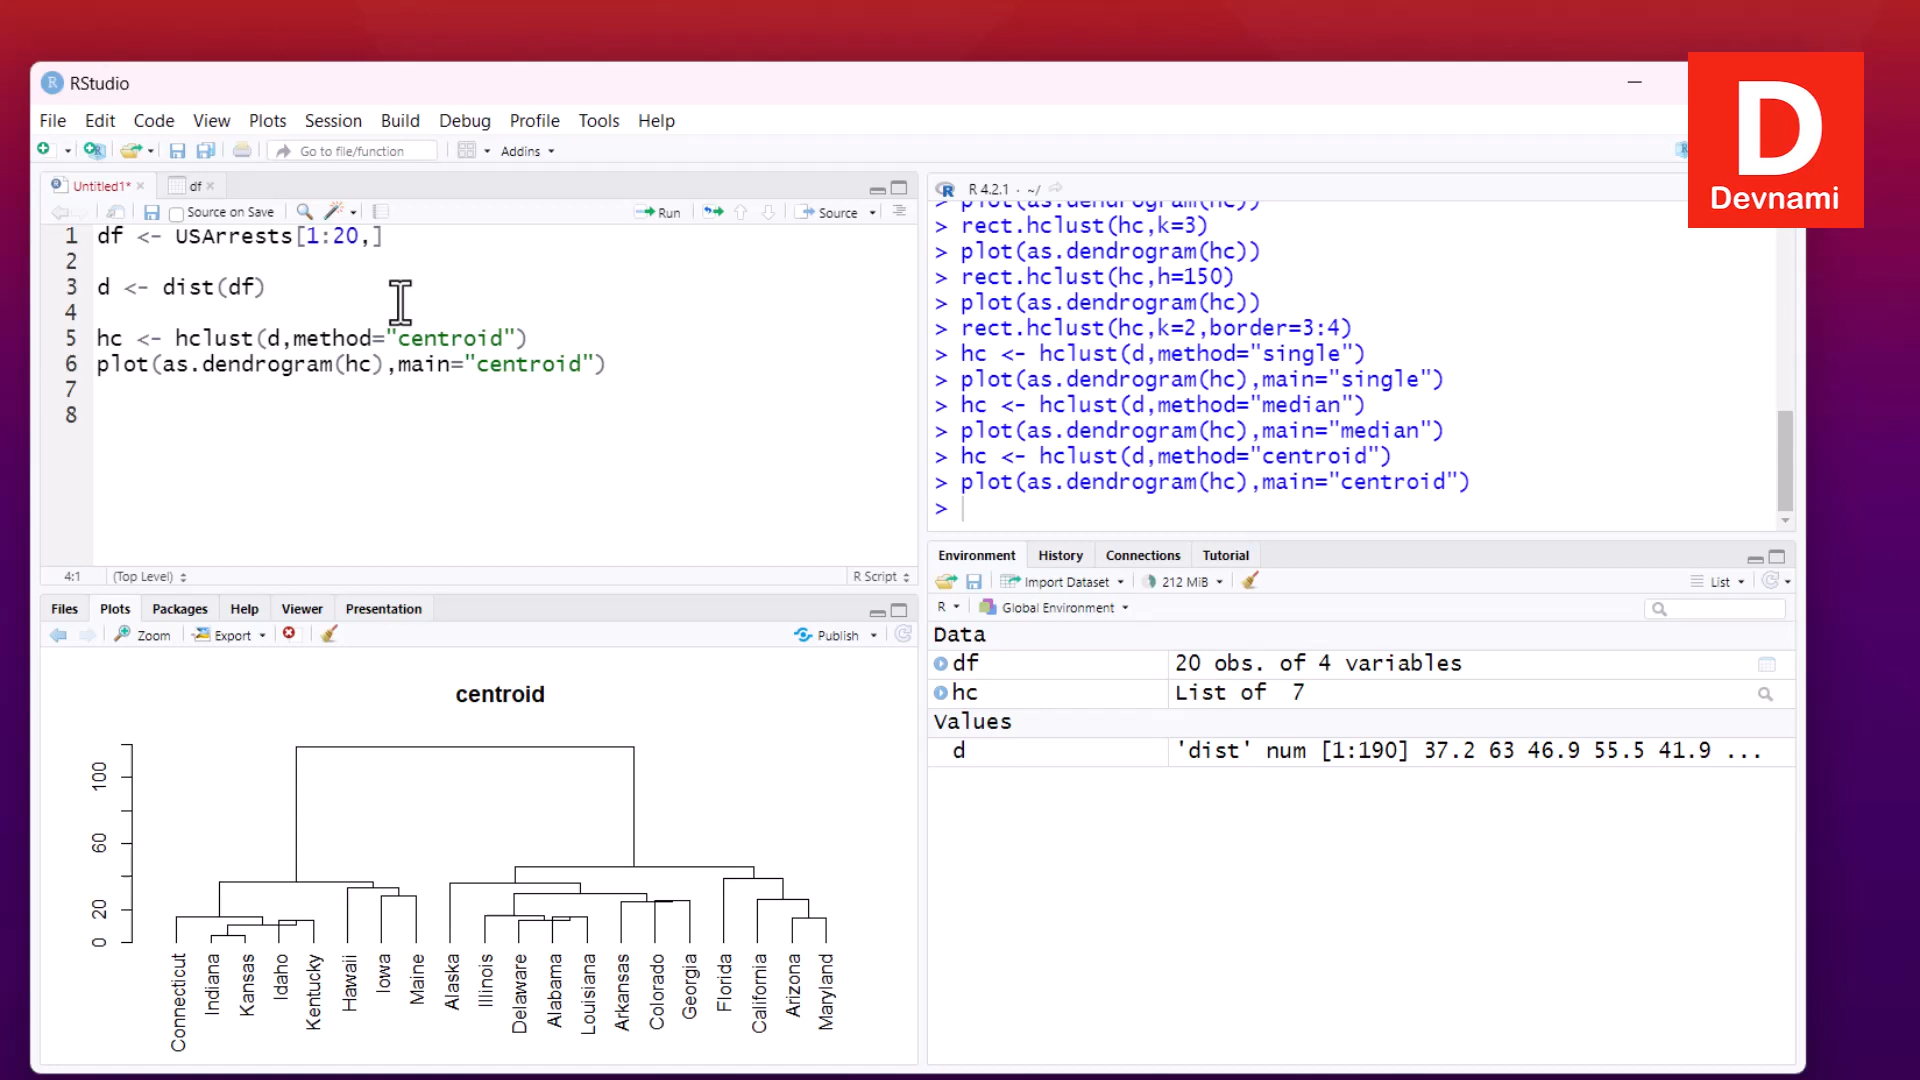 RStudio
File Edit Code View Plots Session Build Debug Profile Tools Help
Go to file/function Addins
Untitled1* df
Source on Save Run Source
1 df <- USArrests[1:20,]
2
3 d <- dist(df)
4
5 hc <- hclust(d,method="centroid")
6 plot(as.dendrogram(hc),main="centroid")
7
8
4:1 (Top Level) R Script
Files Plots Packages Help Viewer Presentation
Zoom Export Publish
centroid
0 20 60 100
Connecticut
Indiana
Kansas
Idaho
Kentucky
Hawaii
Iowa
Maine
Alaska
Illinois
Delaware
Alabama
Louisiana
Arkansas
Colorado
Georgia
Florida
California
Arizona
Maryland
R 4.2.1 · ~/
> plot(as.dendrogram(hc))
> rect.hclust(hc,k=3)
> plot(as.dendrogram(hc))
> rect.hclust(hc,h=150)
> plot(as.dendrogram(hc))
> rect.hclust(hc,k=2,border=3:4)
> hc <- hclust(d,method="single")
> plot(as.dendrogram(hc),main="single")
> hc <- hclust(d,method="median")
> plot(as.dendrogram(hc),main="median")
> hc <- hclust(d,method="centroid")
> plot(as.dendrogram(hc),main="centroid")
>
Environment History Connections Tutorial
Import Dataset 212 MiB List
R Global Environment
Data
df 20 obs. of 4 variables
hc List of 7
Values
d 'dist' num [1:190] 37.2 63 46.9 55.5 41.9 ...
D
Devnami